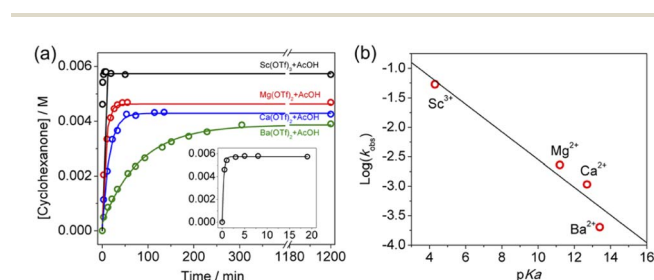 (a)
Sc(OTf)3+AcOH
Mg(OTf)2+AcOH
Ca(OTf)2+AcOH
Ba(OTf)2+AcOH
[Cyclohexanone] / M
0.006
0.004
0.002
0.000
0.006
0.004
0.002
0.000
0 5 10 15 20
0 100 200 300 400 1180 1200
Time / min
(b)
Log(kobs)
-1.0
-1.5
-2.0
-2.5
-3.0
-3.5
-4.0
Sc3+
Mg2+
Ca2+
Ba2+
4 6 8 10 12 14 16
pKa